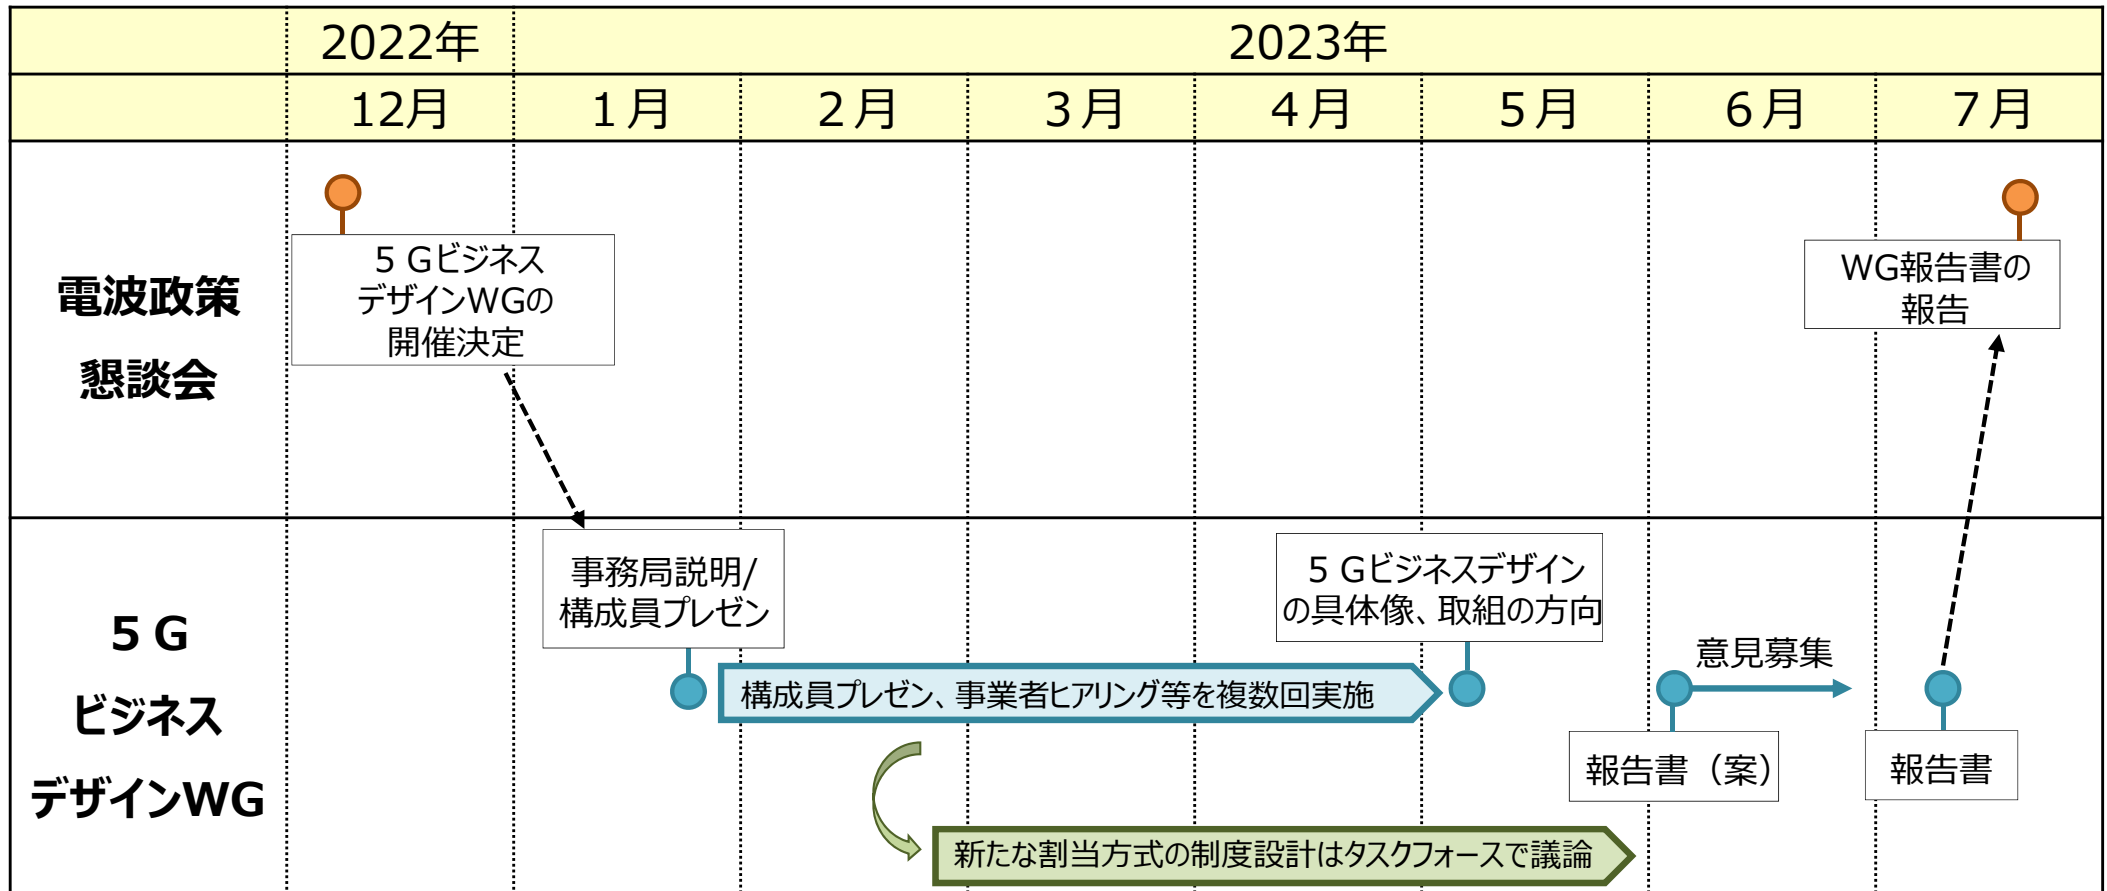 2022年
2023年
12月
１月
２月
３月
４月
５月
６月
７月
電波政策
懇談会
５Ｇビジネス
デザインWGの
開催決定
WG報告書の
報告
５Ｇ
ビジネス
デザインWG
事務局説明/
構成員プレゼン
５Ｇビジネスデザイン
の具体像、取組の方向
構成員プレゼン、事業者ヒアリング等を複数回実施
意見募集
報告書（案）
報告書
新たな割当方式の制度設計はタスクフォースで議論